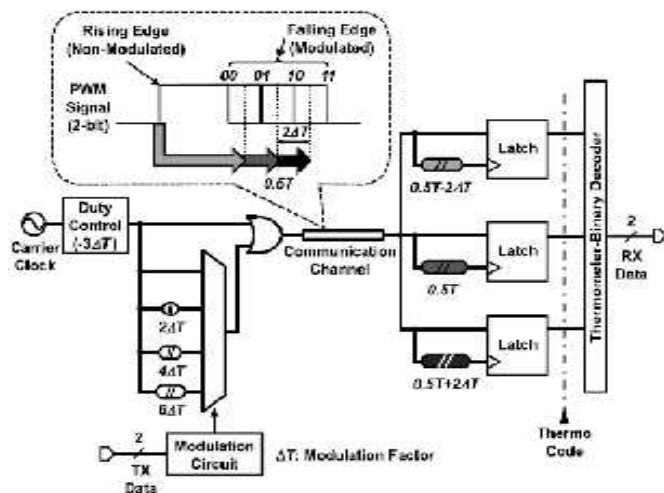 Rising Edge
(Non-Modulated)
Falling Edge
(Modulated)
00 01 10 11
PWM
Signal
(2-bit)
2ΔT
0.5T
Duty
Control
(-3ΔT)
Carrier
Clock
2ΔT
4ΔT
6ΔT
Communication
Channel
Latch
0.5T-2ΔT
Latch
0.5T
Latch
0.5T+2ΔT
Thermometer-Binary Decoder
2
RX
Data
Thermo
Code
2
TX
Data
Modulation
Circuit
ΔT: Modulation Factor